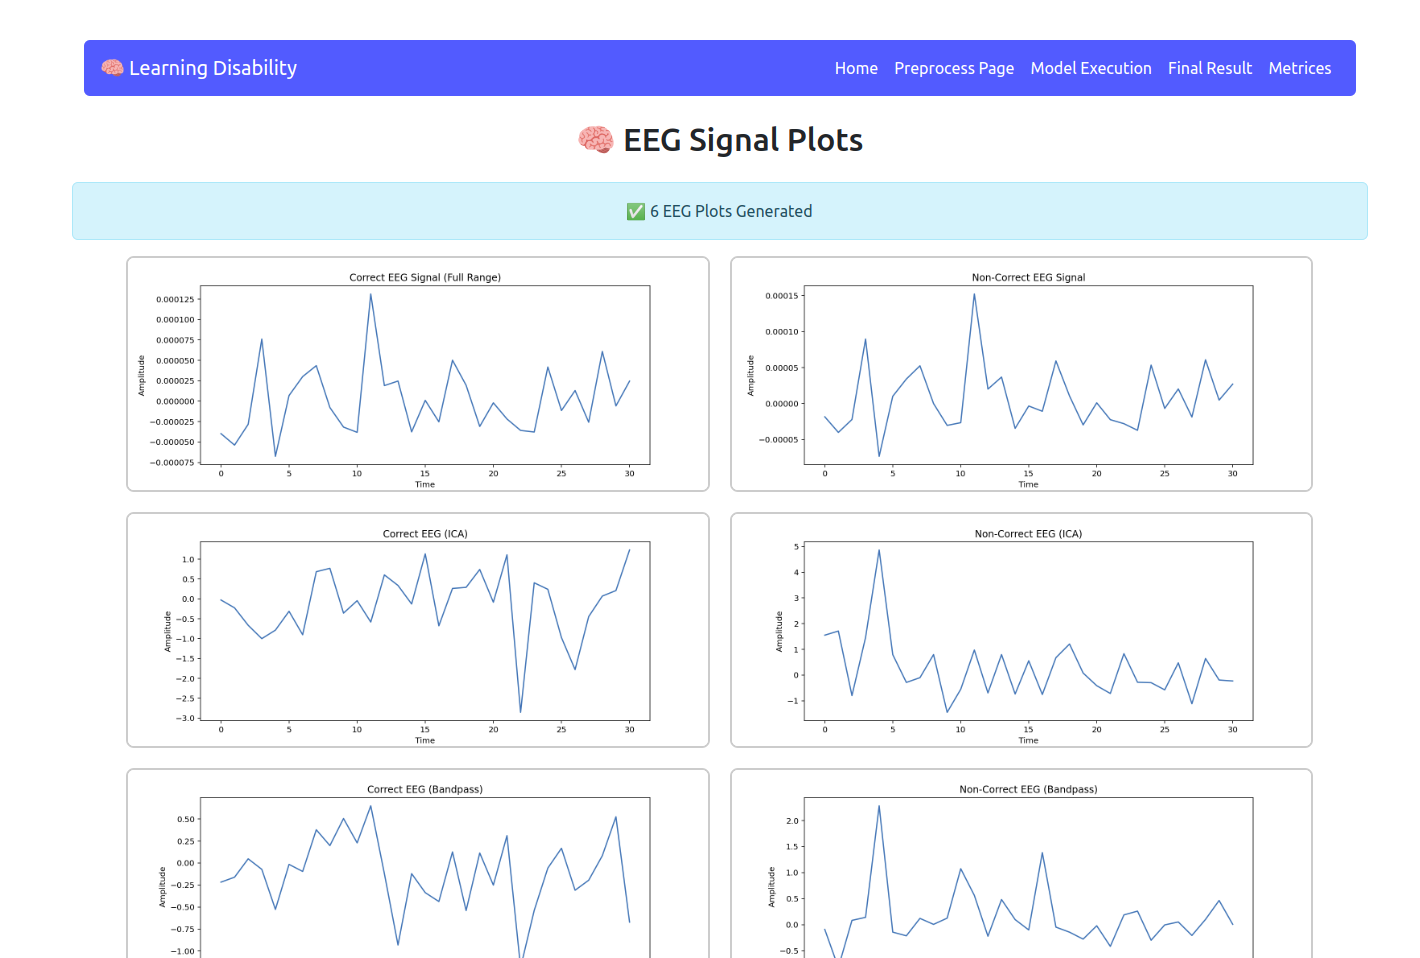 🧠 Learning Disability
Home Preprocess Page Model Execution Final Result Metrices
🧠 EEG Signal Plots
✅ 6 EEG Plots Generated
Correct EEG Signal (Full Range)
0.000125
0.000100
0.000075
0.000050
0.000025
0.000000
−0.000025
−0.000050
−0.000075
Amplitude
0 5 10 15 20 25 30
Time
Non-Correct EEG Signal
0.00015
0.00010
0.00005
0.00000
−0.00005
Amplitude
0 5 10 15 20 25 30
Time
Correct EEG (ICA)
1.0
0.5
0.0
−0.5
−1.0
−1.5
−2.0
−2.5
−3.0
Amplitude
0 5 10 15 20 25 30
Time
Non-Correct EEG (ICA)
5
4
3
2
1
0
−1
Amplitude
0 5 10 15 20 25 30
Time
Correct EEG (Bandpass)
0.50
0.25
0.00
−0.25
−0.50
−0.75
−1.00
Amplitude
Non-Correct EEG (Bandpass)
2.0
1.5
1.0
0.5
0.0
−0.5
Amplitude